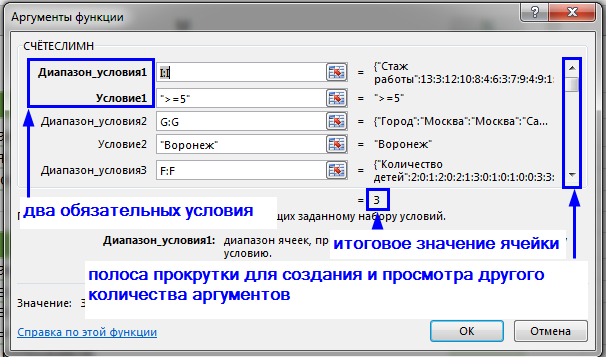 Аргументы функции
СЧЁТЕСЛИМН
Диапазон_условия1 I:I = {"Стаж работы":13:3:12:10:8:4:6:3:7:9:4:9:1:
Условие1 ">=5" = ">=5"
Диапазон_условия2 G:G = {"Город":"Москва":"Москва":"Са...
Условие2 "Воронеж" = "Воронеж"
Диапазон_условия3 F:F = {"Количество детей":2:0:1:2:0:2:1:3:0:1:0:1:0:0:3:3:
= 3
два обязательных условия
щих заданному набору условий.
итоговое значение ячейки
Диапазон_условия1: диапазон ячеек, пр
условию.
полоса прокрутки для создания и просмотра другого
количества аргументов
Значение:
Справка по этой функции
ОК Отмена